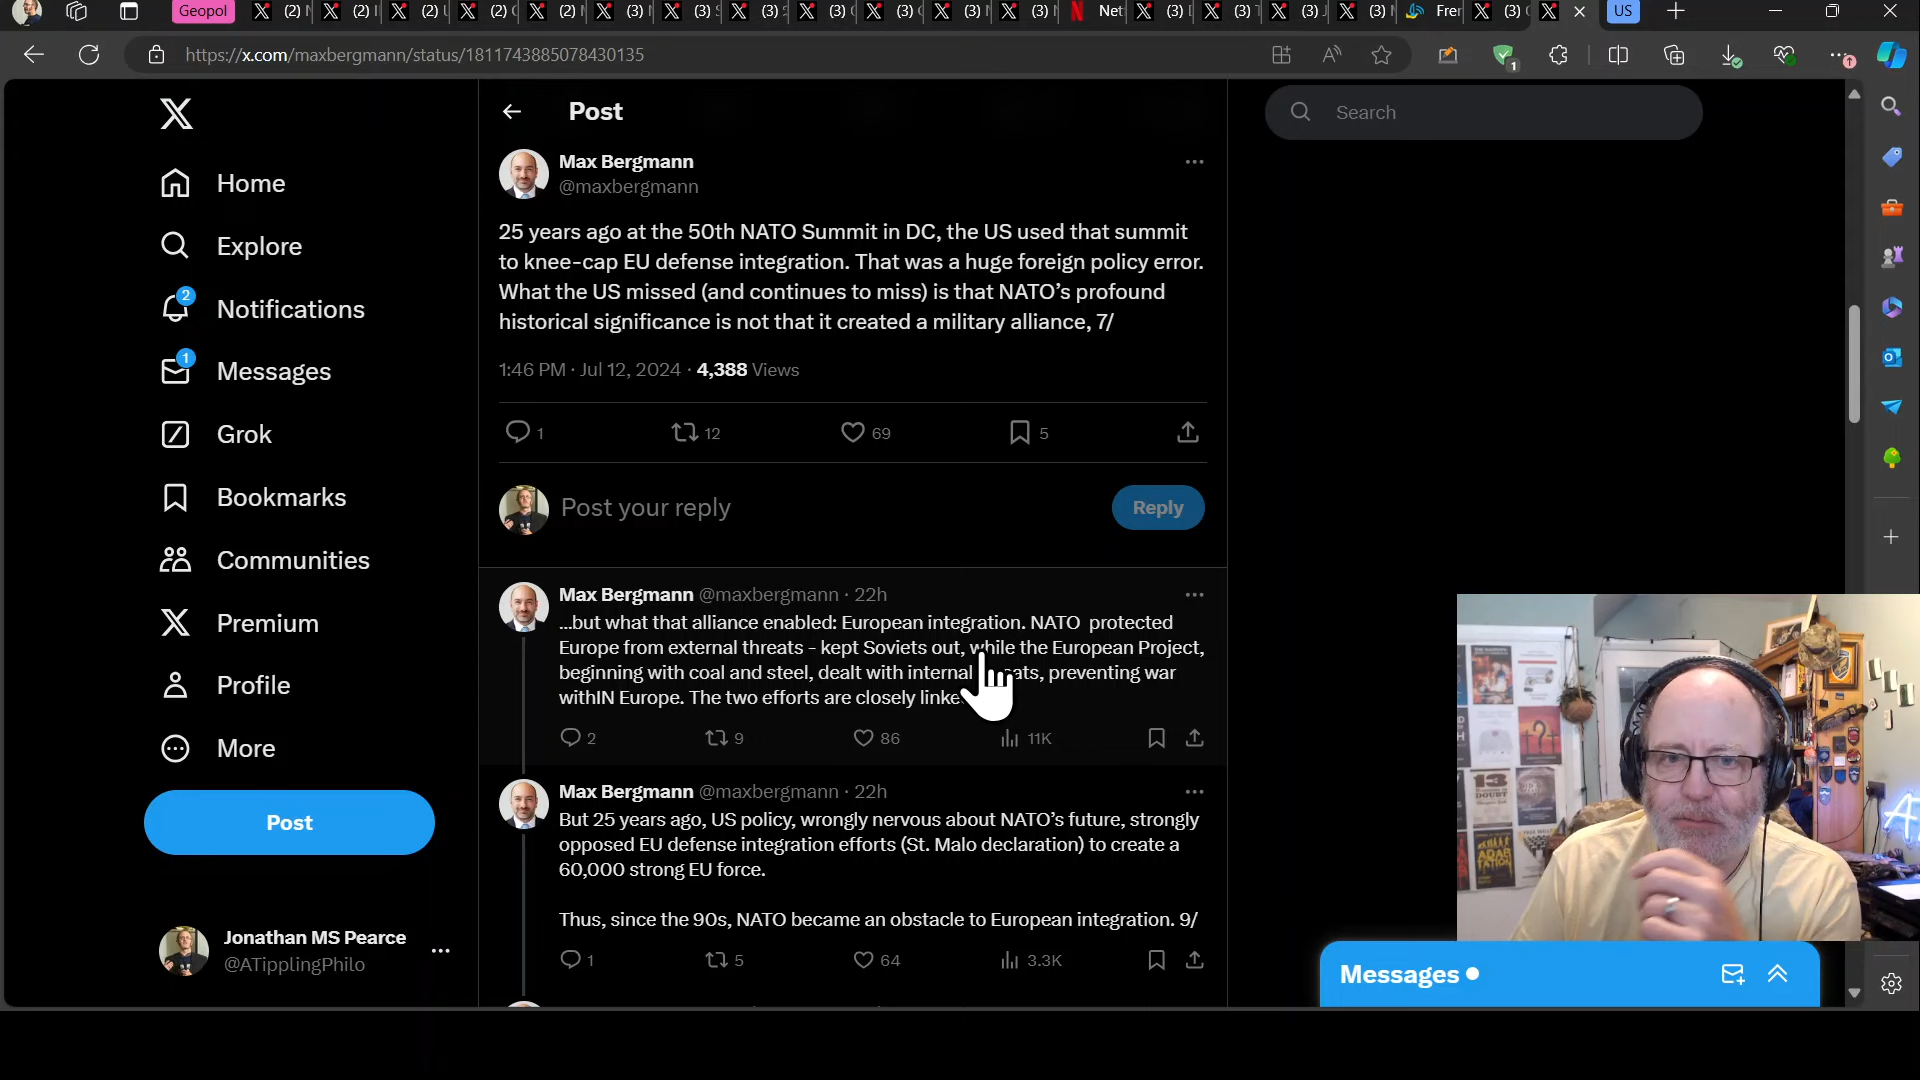 Geopol
US
https://x.com/maxbergmann/status/1811743885078430135
Post
Search
Max Bergmann
@maxbergmann
25 years ago at the 50th NATO Summit in DC, the US used that summit
to knee-cap EU defense integration. That was a huge foreign policy error.
What the US missed (and continues to miss) is that NATO's profound
historical significance is not that it created a military alliance, 7/
1:46 PM · Jul 12, 2024 · 4,388 Views
1
12
69
5
Post your reply
Reply
Max Bergmann @maxbergmann · 22h
...but what that alliance enabled: European integration. NATO protected
Europe from external threats - kept Soviets out, while the European Project,
beginning with coal and steel, dealt with internal ats, preventing war
withIN Europe. The two efforts are closely linke
2
9
86
11K
Max Bergmann @maxbergmann · 22h
But 25 years ago, US policy, wrongly nervous about NATO's future, strongly
opposed EU defense integration efforts (St. Malo declaration) to create a
60,000 strong EU force.
Thus, since the 90s, NATO became an obstacle to European integration. 9/
1
5
64
3.3K
Home
Explore
2
Notifications
1
Messages
Grok
Bookmarks
Communities
Premium
Profile
More
Post
Jonathan MS Pearce
@ATipplingPhilo
Messages